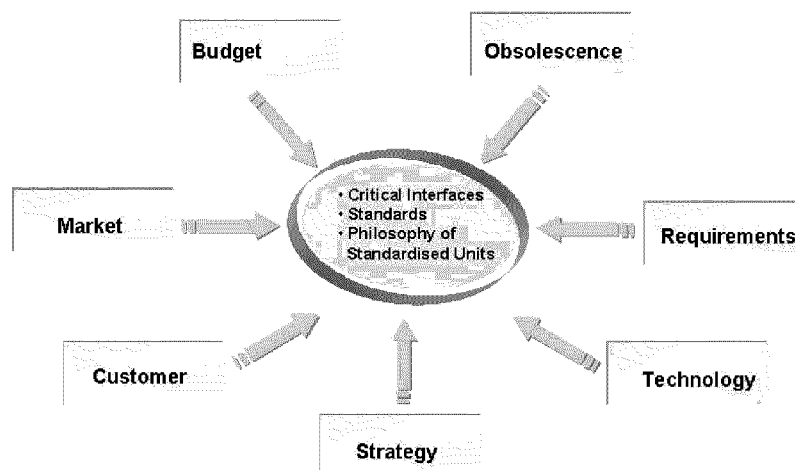 Budget
Obsolescence
• Critical Interfaces
• Standards
• Philosophy of
Standardised Units
Market
Requirements
Customer
Technology
Strategy